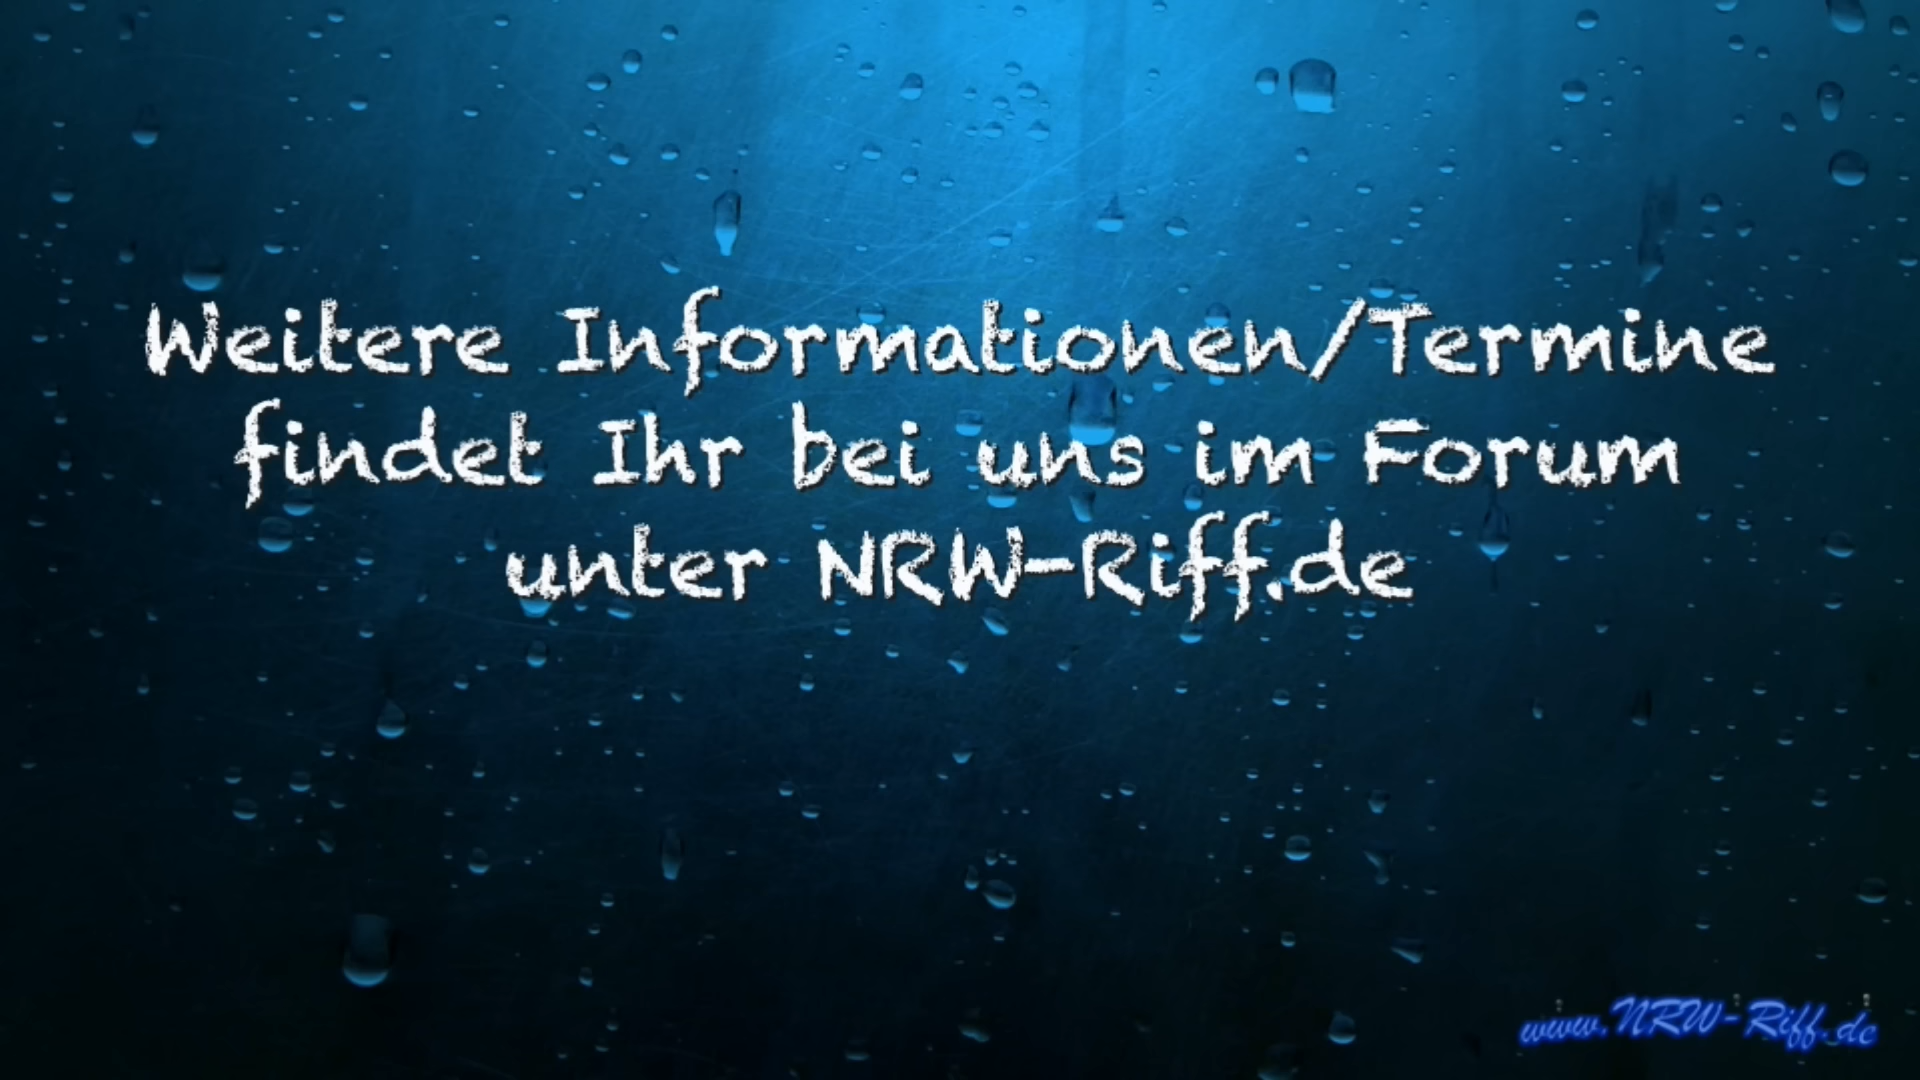 Weitere Informationen/Termine
findet Ihr bei uns im Forum
unter NRW-Riff.de
www.NRW-Riff.de